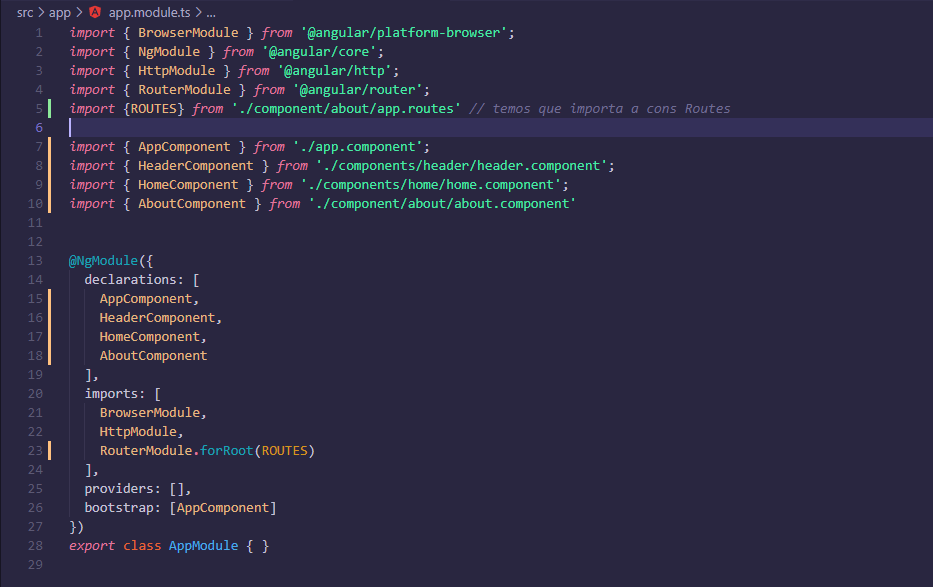 src > app > app.module.ts > ...
1 import { BrowserModule } from '@angular/platform-browser';
2 import { NgModule } from '@angular/core';
3 import { HttpModule } from '@angular/http';
4 import { RouterModule } from '@angular/router';
5 import {ROUTES} from './component/about/app.routes' // temos que importa a cons Routes
6
7 import { AppComponent } from './app.component';
8 import { HeaderComponent } from './components/header/header.component';
9 import { HomeComponent } from './components/home/home.component';
10 import { AboutComponent } from './component/about/about.component'
11
12
13 @NgModule({
14   declarations: [
15     AppComponent,
16     HeaderComponent,
17     HomeComponent,
18     AboutComponent
19   ],
20   imports: [
21     BrowserModule,
22     HttpModule,
23     RouterModule.forRoot(ROUTES)
24   ],
25   providers: [],
26   bootstrap: [AppComponent]
27 })
28 export class AppModule { }
29